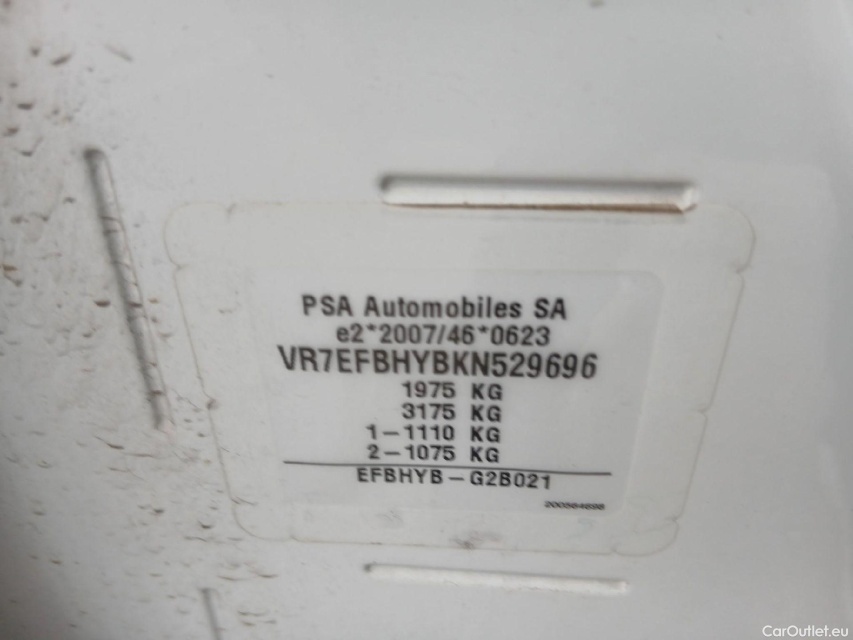 PSA Automobiles SA
e2*2007/46*0623
VR7EFBHYBKN529696
1975 KG
3175 KG
1-1110 KG
2-1075 KG
EFBHYB-G2B021
CarOutlet.eu